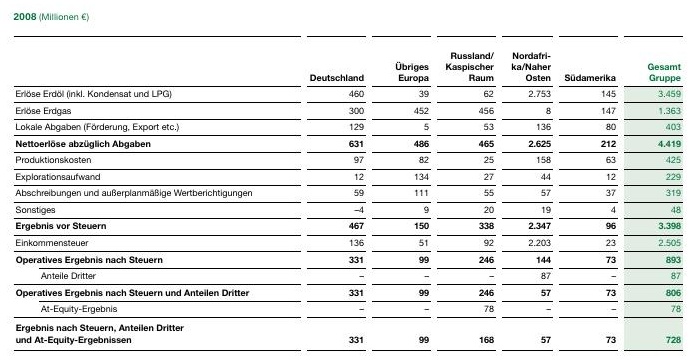 2008 (Millionen €)
Deutschland Übriges Europa Russland/ Kaspischer Raum Nordafri- ka/Naher Osten Südamerika Gesamt Gruppe
Erlöse Erdöl (inkl. Kondensat und LPG) 460 39 62 2.753 145 3.459
Erlöse Erdgas 300 452 456 8 147 1.363
Lokale Abgaben (Förderung, Export etc.) 129 5 53 136 80 403
Nettoerlöse abzüglich Abgaben 631 486 465 2.625 212 4.419
Produktionskosten 97 82 25 158 63 425
Explorationsaufwand 12 134 27 44 12 229
Abschreibungen und außerplanmäßige Wertberichtigungen 59 111 55 57 37 319
Sonstiges –4 9 20 19 4 48
Ergebnis vor Steuern 467 150 338 2.347 96 3.398
Einkommensteuer 136 51 92 2.203 23 2.505
Operatives Ergebnis nach Steuern 331 99 246 144 73 893
Anteile Dritter – – – 87 – 87
Operatives Ergebnis nach Steuern und Anteilen Dritter 331 99 246 57 73 806
At-Equity-Ergebnis – – 78 – – 78
Ergebnis nach Steuern, Anteilen Dritter
und At-Equity-Ergebnissen 331 99 168 57 73 728